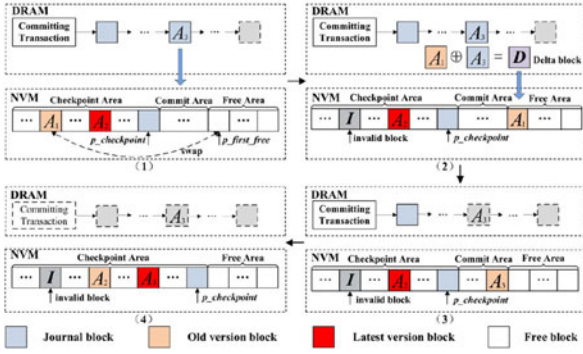 DRAM
Committing Transaction
...
A3
...
NVM
Checkpoint Area
Commit Area
Free Area
... A1 ... A2 ... ...
p_checkpoint
swap
p_first_free
(1)
DRAM
Committing Transaction
...
A3
...
A1 ⊕ A3 = D Delta block
NVM
Checkpoint Area
Commit Area
Free Area
... I ... A2 ... ... A1 ...
invalid block
p_checkpoint
(2)
DRAM
Committing Transaction
...
A3
...
NVM
Checkpoint Area
Free Area
... I ... A2 ... ... ...
invalid block
p_checkpoint
(4)
DRAM
Committing Transaction
...
A3
...
NVM
Checkpoint Area
Commit Area
Free Area
... I ... ... ... A3 ...
invalid block
p_checkpoint
(3)
Journal block
Old version block
Latest version block
Free block